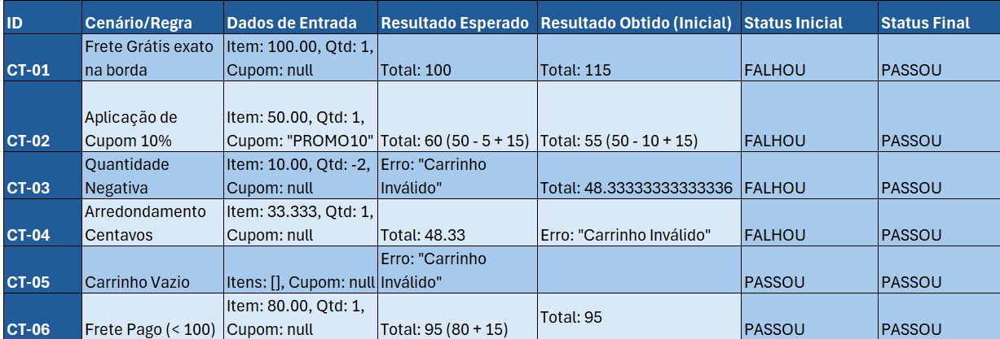 ID Cenário/Regra Dados de Entrada Resultado Esperado Resultado Obtido (Inicial) Status Inicial Status Final
Frete Grátis exato Item: 100.00, Qtd: 1,
CT-01 na borda Cupom: null Total: 100 Total: 115 FALHOU PASSOU
Aplicação de Item: 50.00, Qtd: 1,
CT-02 Cupom 10% Cupom: "PROMO10" Total: 60 (50 - 5 + 15) Total: 55 (50 - 10 + 15) FALHOU PASSOU
Quantidade Item: 10.00, Qtd: -2, Erro: "Carrinho
CT-03 Negativa Cupom: null Inválido" Total: 48.33333333333336 FALHOU PASSOU
Arredondamento Item: 33.333, Qtd: 1,
CT-04 Centavos Cupom: null Total: 48.33 Erro: "Carrinho Inválido" FALHOU PASSOU
Erro: "Carrinho
CT-05 Carrinho Vazio Itens: [], Cupom: null Inválido" PASSOU PASSOU
Item: 80.00, Qtd: 1, Total: 95
CT-06 Frete Pago (< 100) Cupom: null Total: 95 (80 + 15) PASSOU PASSOU